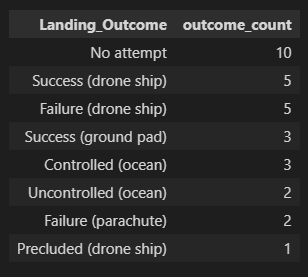 Landing_Outcome outcome_count
No attempt 10
Success (drone ship) 5
Failure (drone ship) 5
Success (ground pad) 3
Controlled (ocean) 3
Uncontrolled (ocean) 2
Failure (parachute) 2
Precluded (drone ship) 1